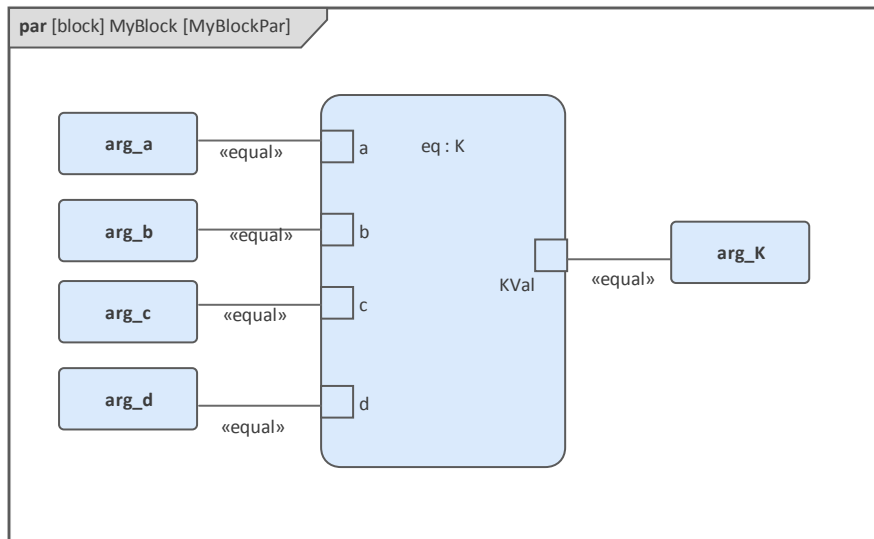 par [block] MyBlock [MyBlockPar]
arg_a
«equal»
a
eq : K
arg_b
«equal»
b
KVal
«equal»
arg_K
arg_c
«equal»
c
arg_d
«equal»
d